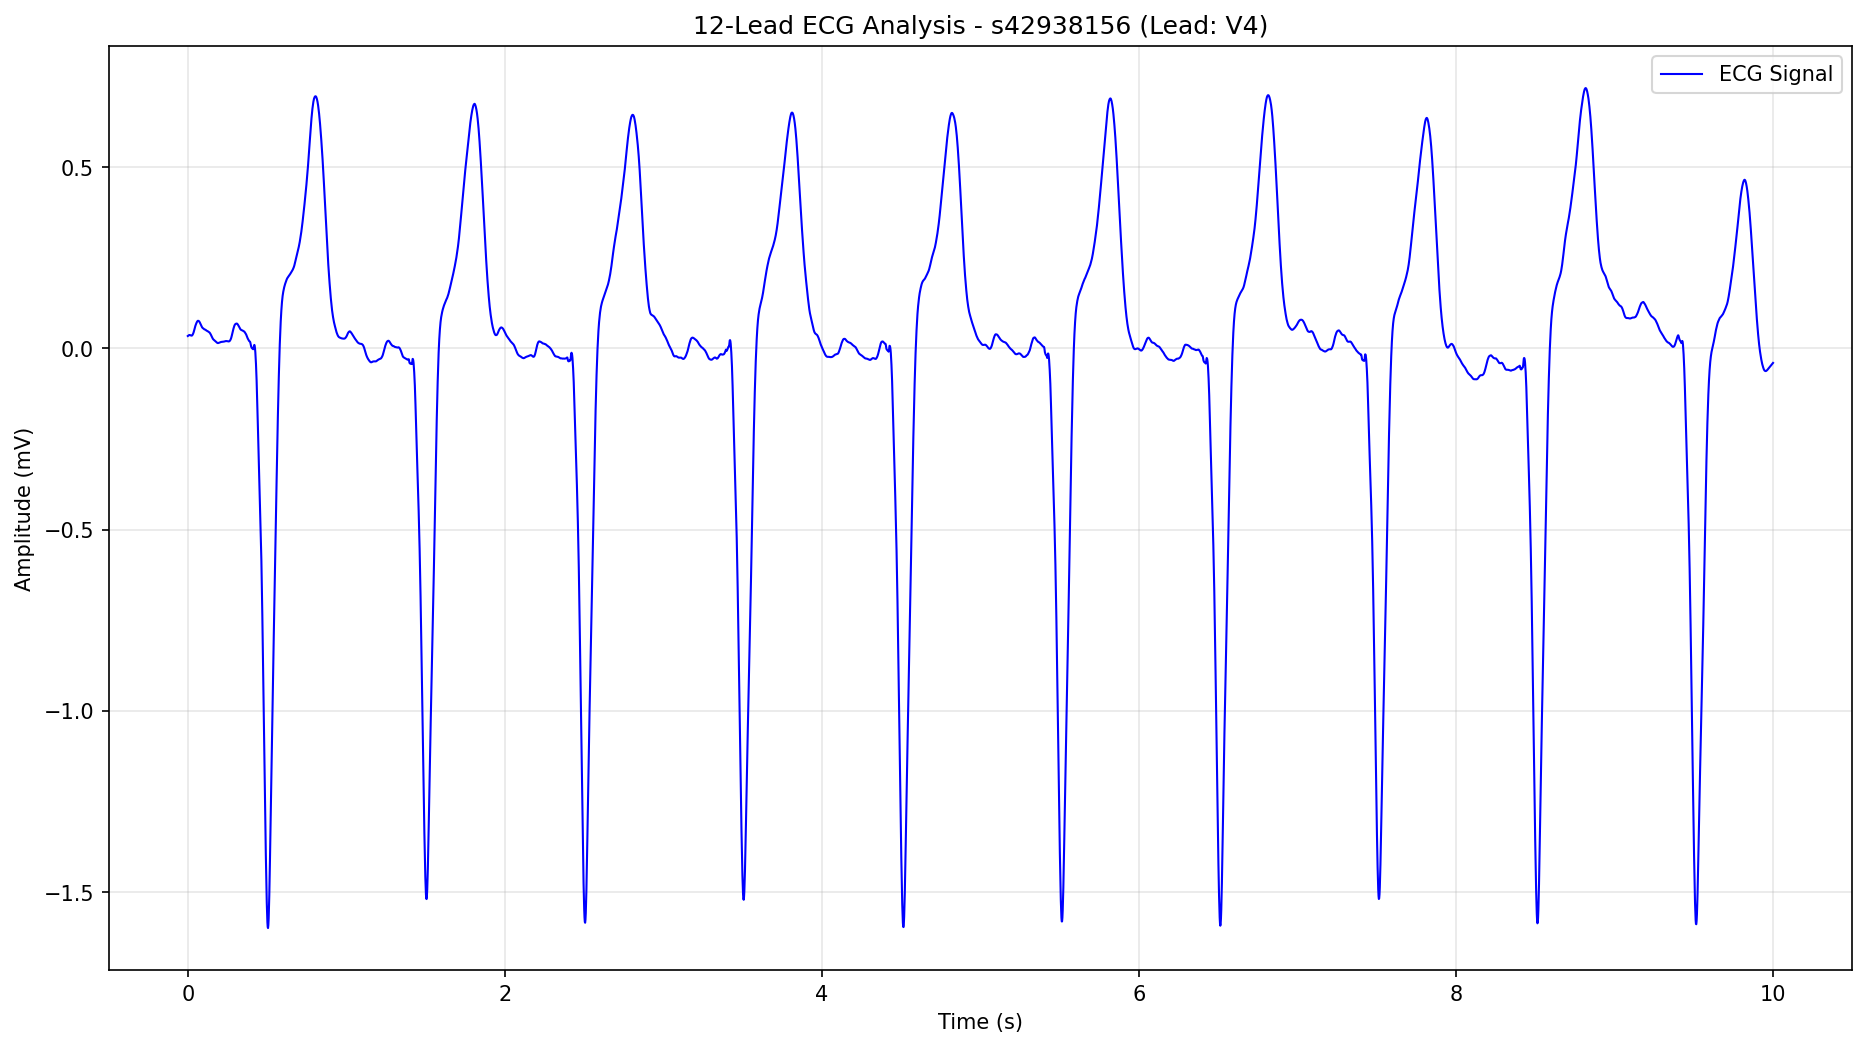 12-Lead ECG Analysis - s42938156 (Lead: V4)
ECG Signal
0.5
0.0
−0.5
−1.0
−1.5
Amplitude (mV)
0 2 4 6 8 10
Time (s)